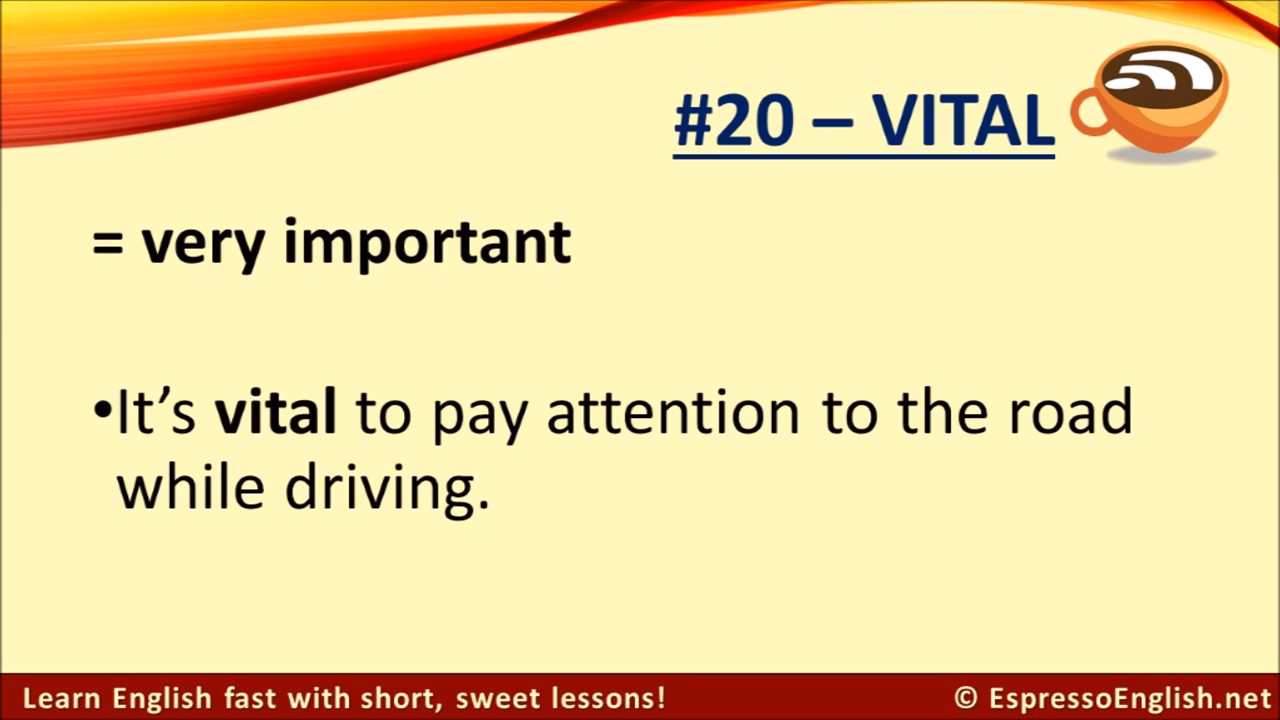 #20 – VITAL
= very important
•It’s vital to pay attention to the road
while driving.
Learn English fast with short, sweet lessons!
© EspressoEnglish.net